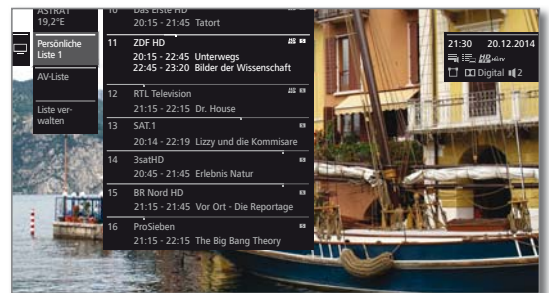 ASTRA1
19,2°E
Persönliche
Liste 1
AV-Liste
Liste ver-
walten
10 Das Erste HD
20:15 - 21:45 Tatort
11 ZDF HD
20:15 - 22:45 Unterwegs
22:45 - 23:20 Bilder der Wissenschaft
12 RTL Television
21:15 - 22:15 Dr. House
13 SAT.1
20:14 - 22:19 Lizzy und die Kommisare
14 3satHD
20:45 - 21:45 Erlebnis Natur
15 BR Nord HD
21:15 - 21:45 Vor Ort - Die Reportage
16 ProSieben
21:15 - 22:15 The Big Bang Theory
21:30 20.12.2014
Digital 2